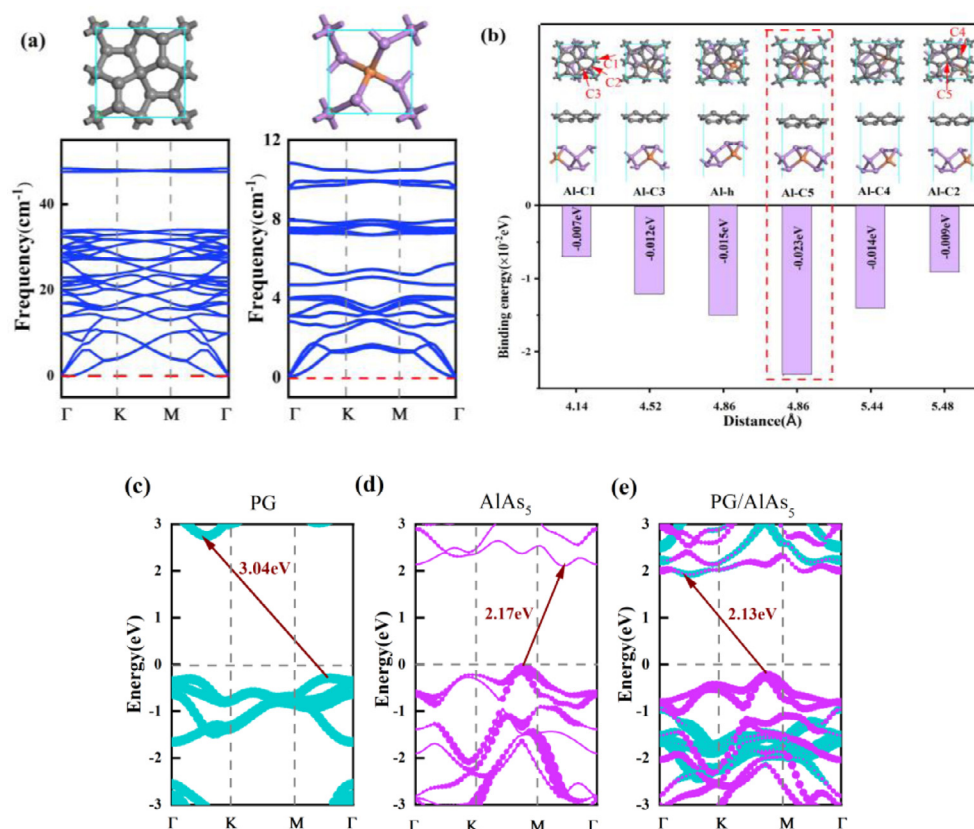 (a)
Frequency(cm-1)
40
20
0
Γ K M Γ
Frequency(cm-1)
12
8
4
0
Γ K M Γ
(b)
C1
C2
C3
C4
C5
Al-C1 Al-C3 Al-h Al-C5 Al-C4 Al-C2
Binding energy(×10-2eV)
0
-1
-2
-0.007eV
-0.012eV
-0.015eV
-0.023eV
-0.014eV
-0.009eV
4.14 4.52 4.86 4.86 5.44 5.48
Distance(Å)
(c) PG
Energy(eV)
3
2
1
0
-1
-2
-3
3.04eV
Γ K M Γ
(d) AlAs5
Energy(eV)
3
2
1
0
-1
-2
-3
2.17eV
Γ K M Γ
(e) PG/AlAs5
Energy(eV)
3
2
1
0
-1
-2
-3
2.13eV
Γ K M Γ